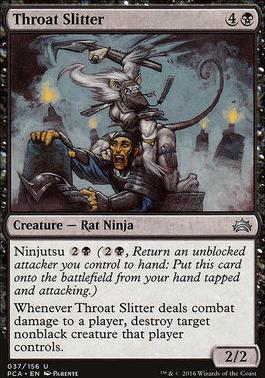 Throat Slitter 4
Creature — Rat Ninja
Ninjutsu 2 (2, Return an unblocked
attacker you control to hand: Put this card
onto the battlefield from your hand tapped
and attacking.)
Whenever Throat Slitter deals combat
damage to a player, destroy target
nonblack creature that player
controls.
2/2
037/156 U
PCA • EN Parente
™ & © 2016 Wizards of the Coast